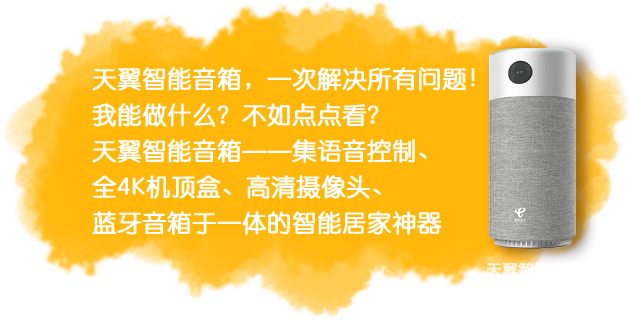 天翼智能音箱，一次解决所有问题！
我能做什么？不如点点看？
天翼智能音箱——集语音控制、
全4K机顶盒、高清摄像头、
蓝牙音箱于一体的智能居家神器
天翼智